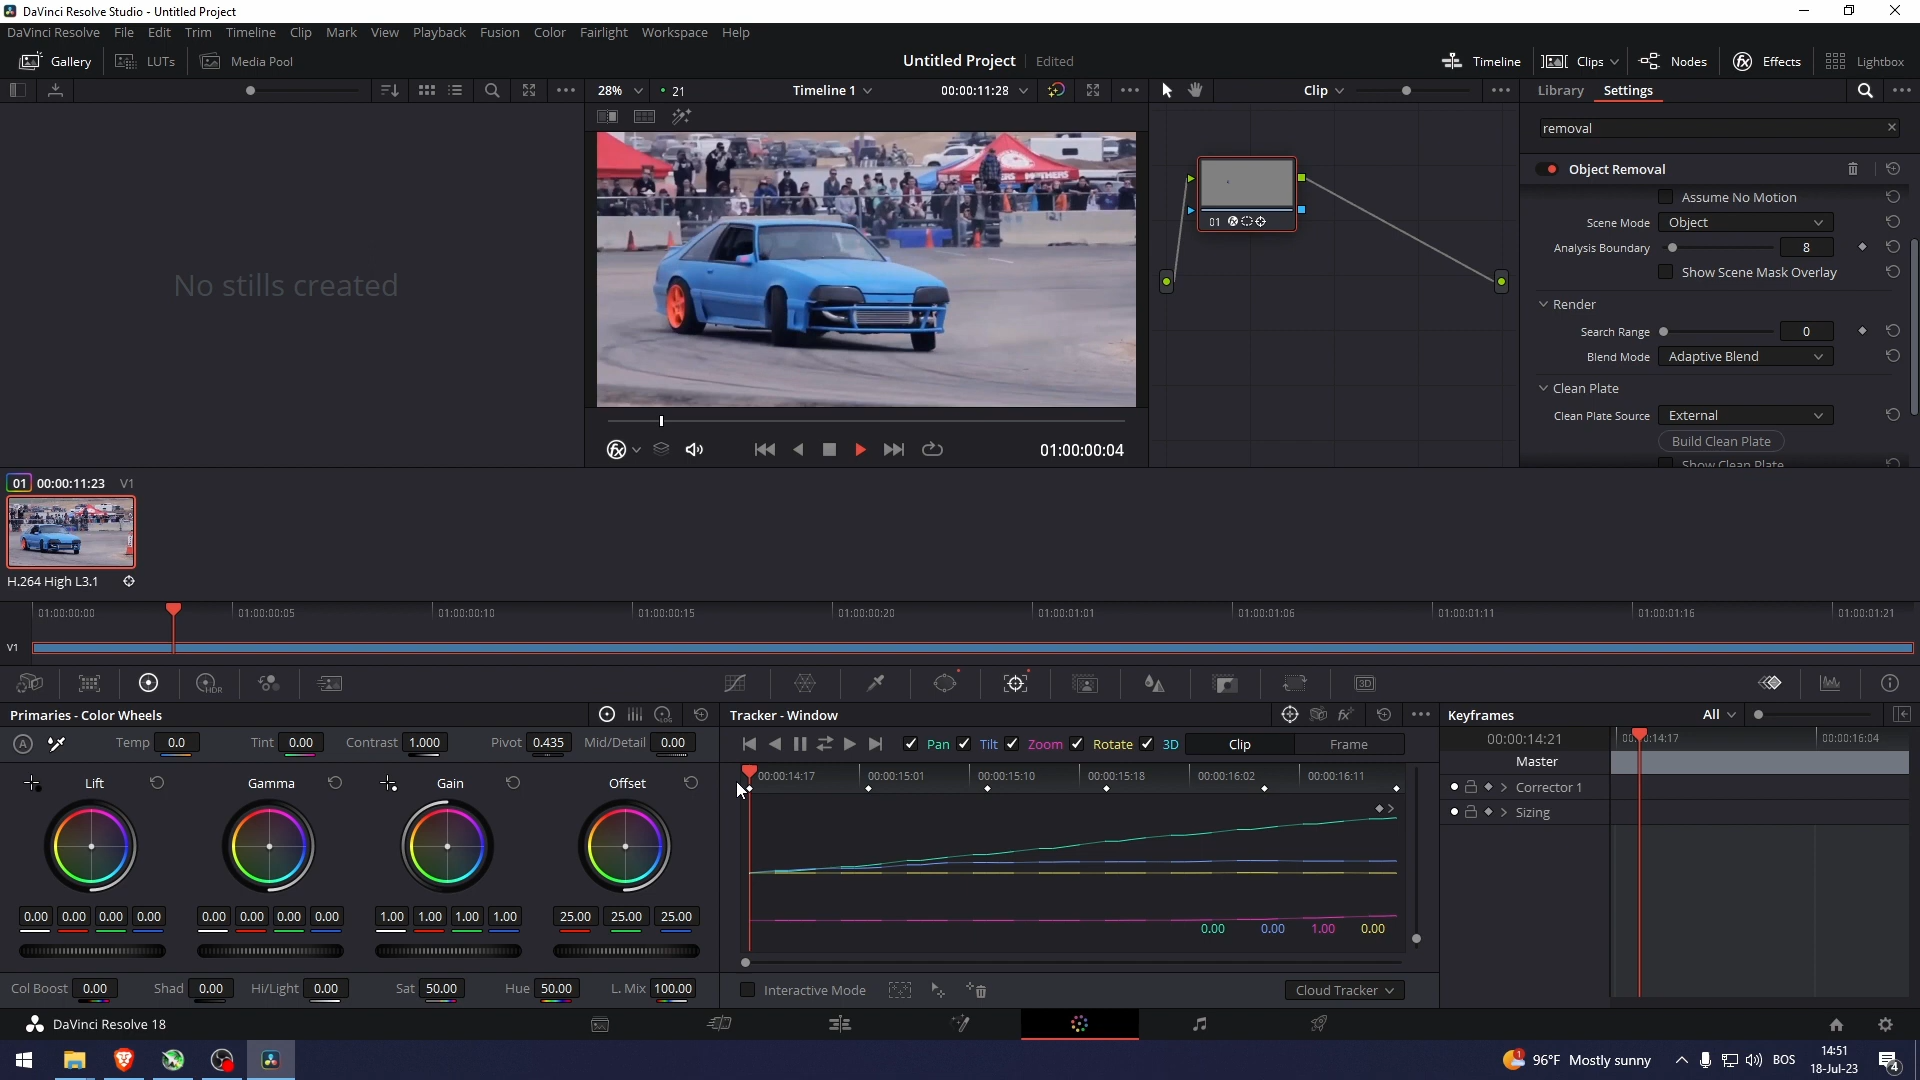 DaVinci Resolve Studio - Untitled Project
DaVinci Resolve File Edit Trim Timeline Clip Mark View Playback Fusion Color Fairlight Workspace Help
Gallery LUTs Media Pool Untitled Project Edited Timeline Clips Nodes Effects Lightbox
28% 21 Timeline 1 00:00:11:28 Clip Library Settings
removal
Object Removal
Assume No Motion
Scene Mode Object
Analysis Boundary 8
Show Scene Mask Overlay
Render
Search Range 0
Blend Mode Adaptive Blend
Clean Plate
Clean Plate Source External
Build Clean Plate
Show Clean Plate
01
No stills created
01:00:00:04
01 00:00:11:23 V1
H.264 High L3.1
01:00:00:00 01:00:00:05 01:00:00:10 01:00:00:15 01:00:00:20 01:00:01:01 01:00:01:06 01:00:01:11 01:00:01:16 01:00:01:21
V1
HDR 3D
Primaries - Color Wheels LOG Tracker - Window Keyframes All
A Temp 0.0 Tint 0.00 Contrast 1.000 Pivot 0.435 Mid/Detail 0.00
Pan Tilt Zoom Rotate 3D Clip Frame
00:00:14:21 00:00:14:17 00:00:16:04
Master
Corrector 1
Sizing
Lift Gamma Gain Offset
00:00:14:17 00:00:15:01 00:00:15:10 00:00:15:18 00:00:16:02 00:00:16:11
0.00 0.00 0.00 0.00 0.00 0.00 0.00 0.00 1.00 1.00 1.00 1.00 25.00 25.00 25.00
0.00 0.00 1.00 0.00
Col Boost 0.00 Shad 0.00 Hi/Light 0.00 Sat 50.00 Hue 50.00 L. Mix 100.00
Interactive Mode Cloud Tracker
DaVinci Resolve 18
1 96°F Mostly sunny BOS 14:51
18-Jul-23 4